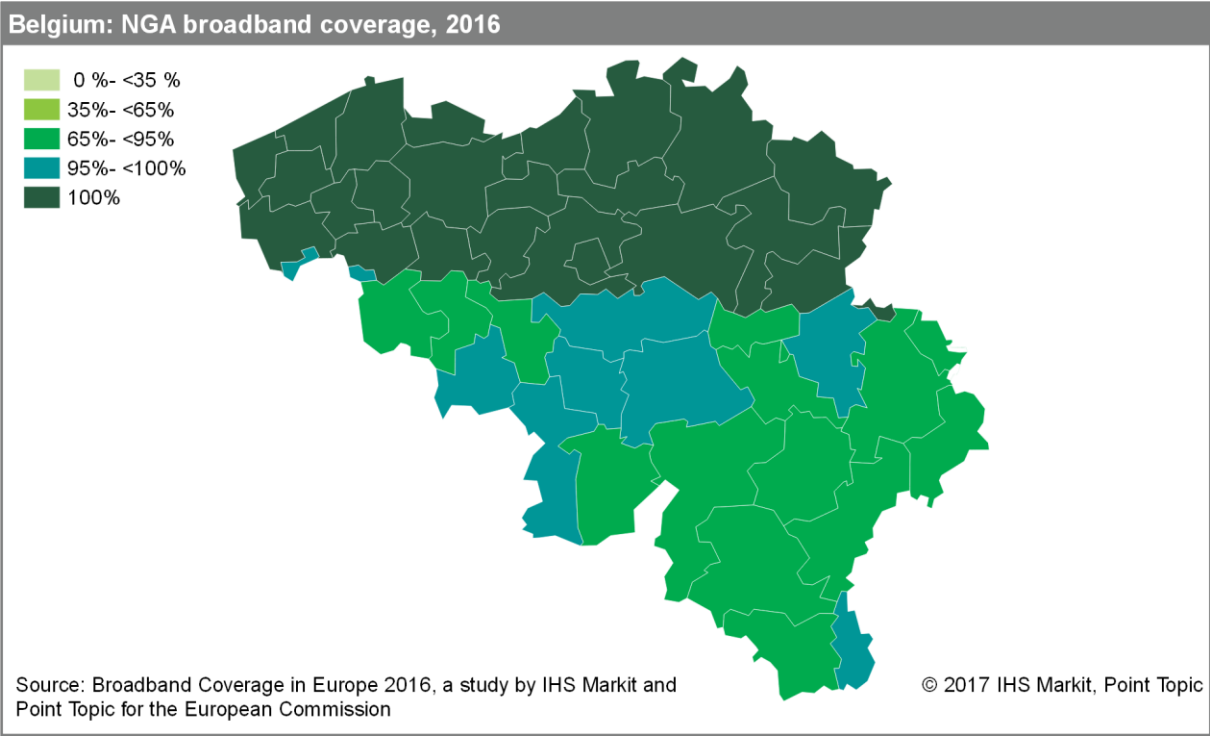 Belgium: NGA broadband coverage, 2016
0 %- <35 %
35%- <65%
65%- <95%
95%- <100%
100%
Source: Broadband Coverage in Europe 2016, a study by IHS Markit and
Point Topic for the European Commission
© 2017 IHS Markit, Point Topic